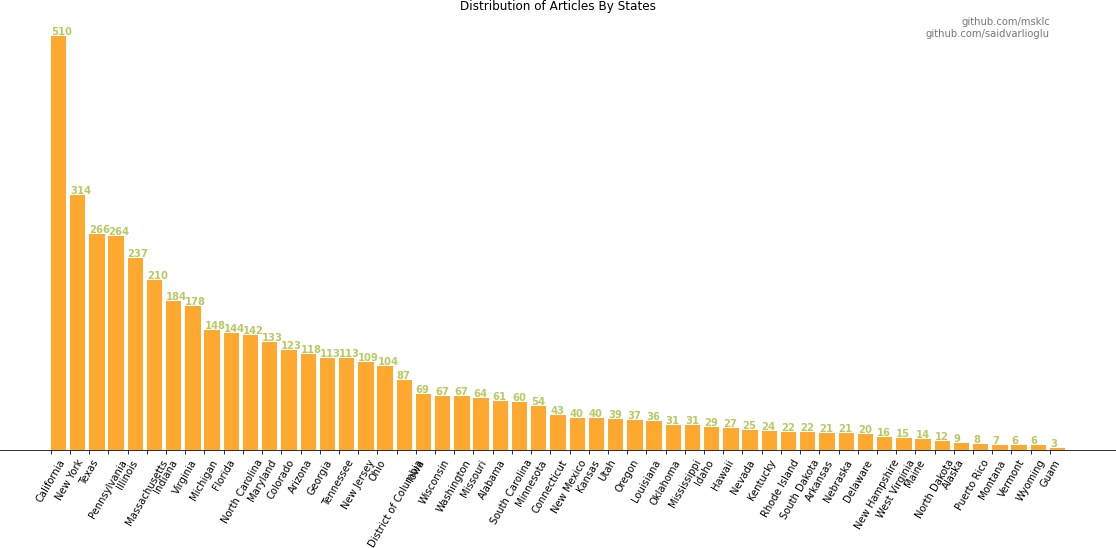 Distribution of Articles By States
github.com/msklc
github.com/saidvarlioglu
510
314
266
264
237
210
184
178
148
144
142
133
123
118
113
113
109
104
87
69
67
67
64
61
60
54
43
40
40
39
37
36
31
31
29
27
25
24
22
22
21
21
20
16
15
14
12
9
8
7
6
6
3
California
New York
Texas
Pennsylvania
Illinois
Massachusetts
Indiana
Virginia
Michigan
Florida
North Carolina
Maryland
Colorado
Arizona
Georgia
Tennessee
New Jersey
Ohio
District of Columbia
Iowa
Wisconsin
Washington
Missouri
Alabama
South Carolina
Minnesota
Connecticut
New Mexico
Kansas
Utah
Oregon
Louisiana
Oklahoma
Mississippi
Idaho
Hawaii
Nevada
Kentucky
Rhode Island
South Dakota
Arkansas
Nebraska
Delaware
New Hampshire
West Virginia
Maine
North Dakota
Alaska
Puerto Rico
Montana
Vermont
Wyoming
Guam